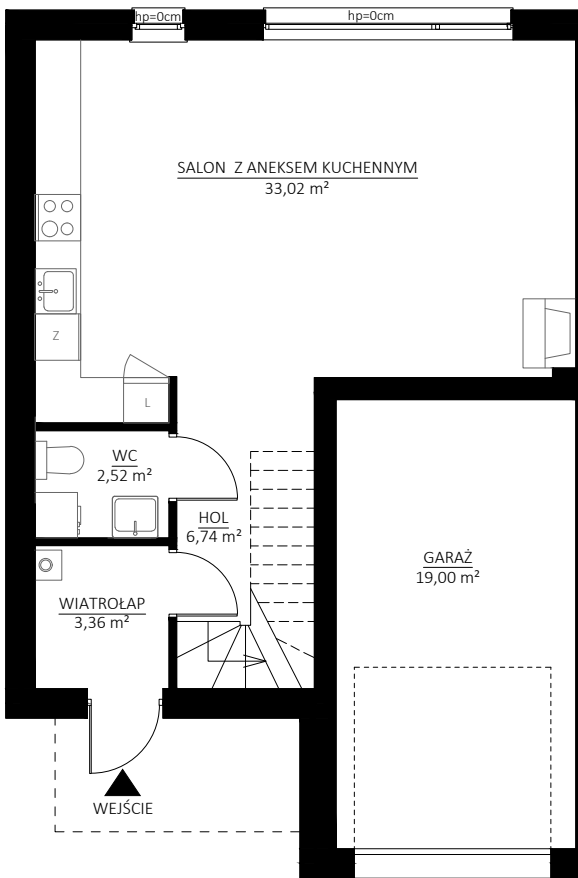 hp=0cm
hp=0cm
SALON Z ANEKSEM KUCHENNYM
33,02 m²
Z
L
WC
2,52 m²
HOL
6,74 m²
GARAŻ
19,00 m²
WIATROŁAP
3,36 m²
WEJŚCIE